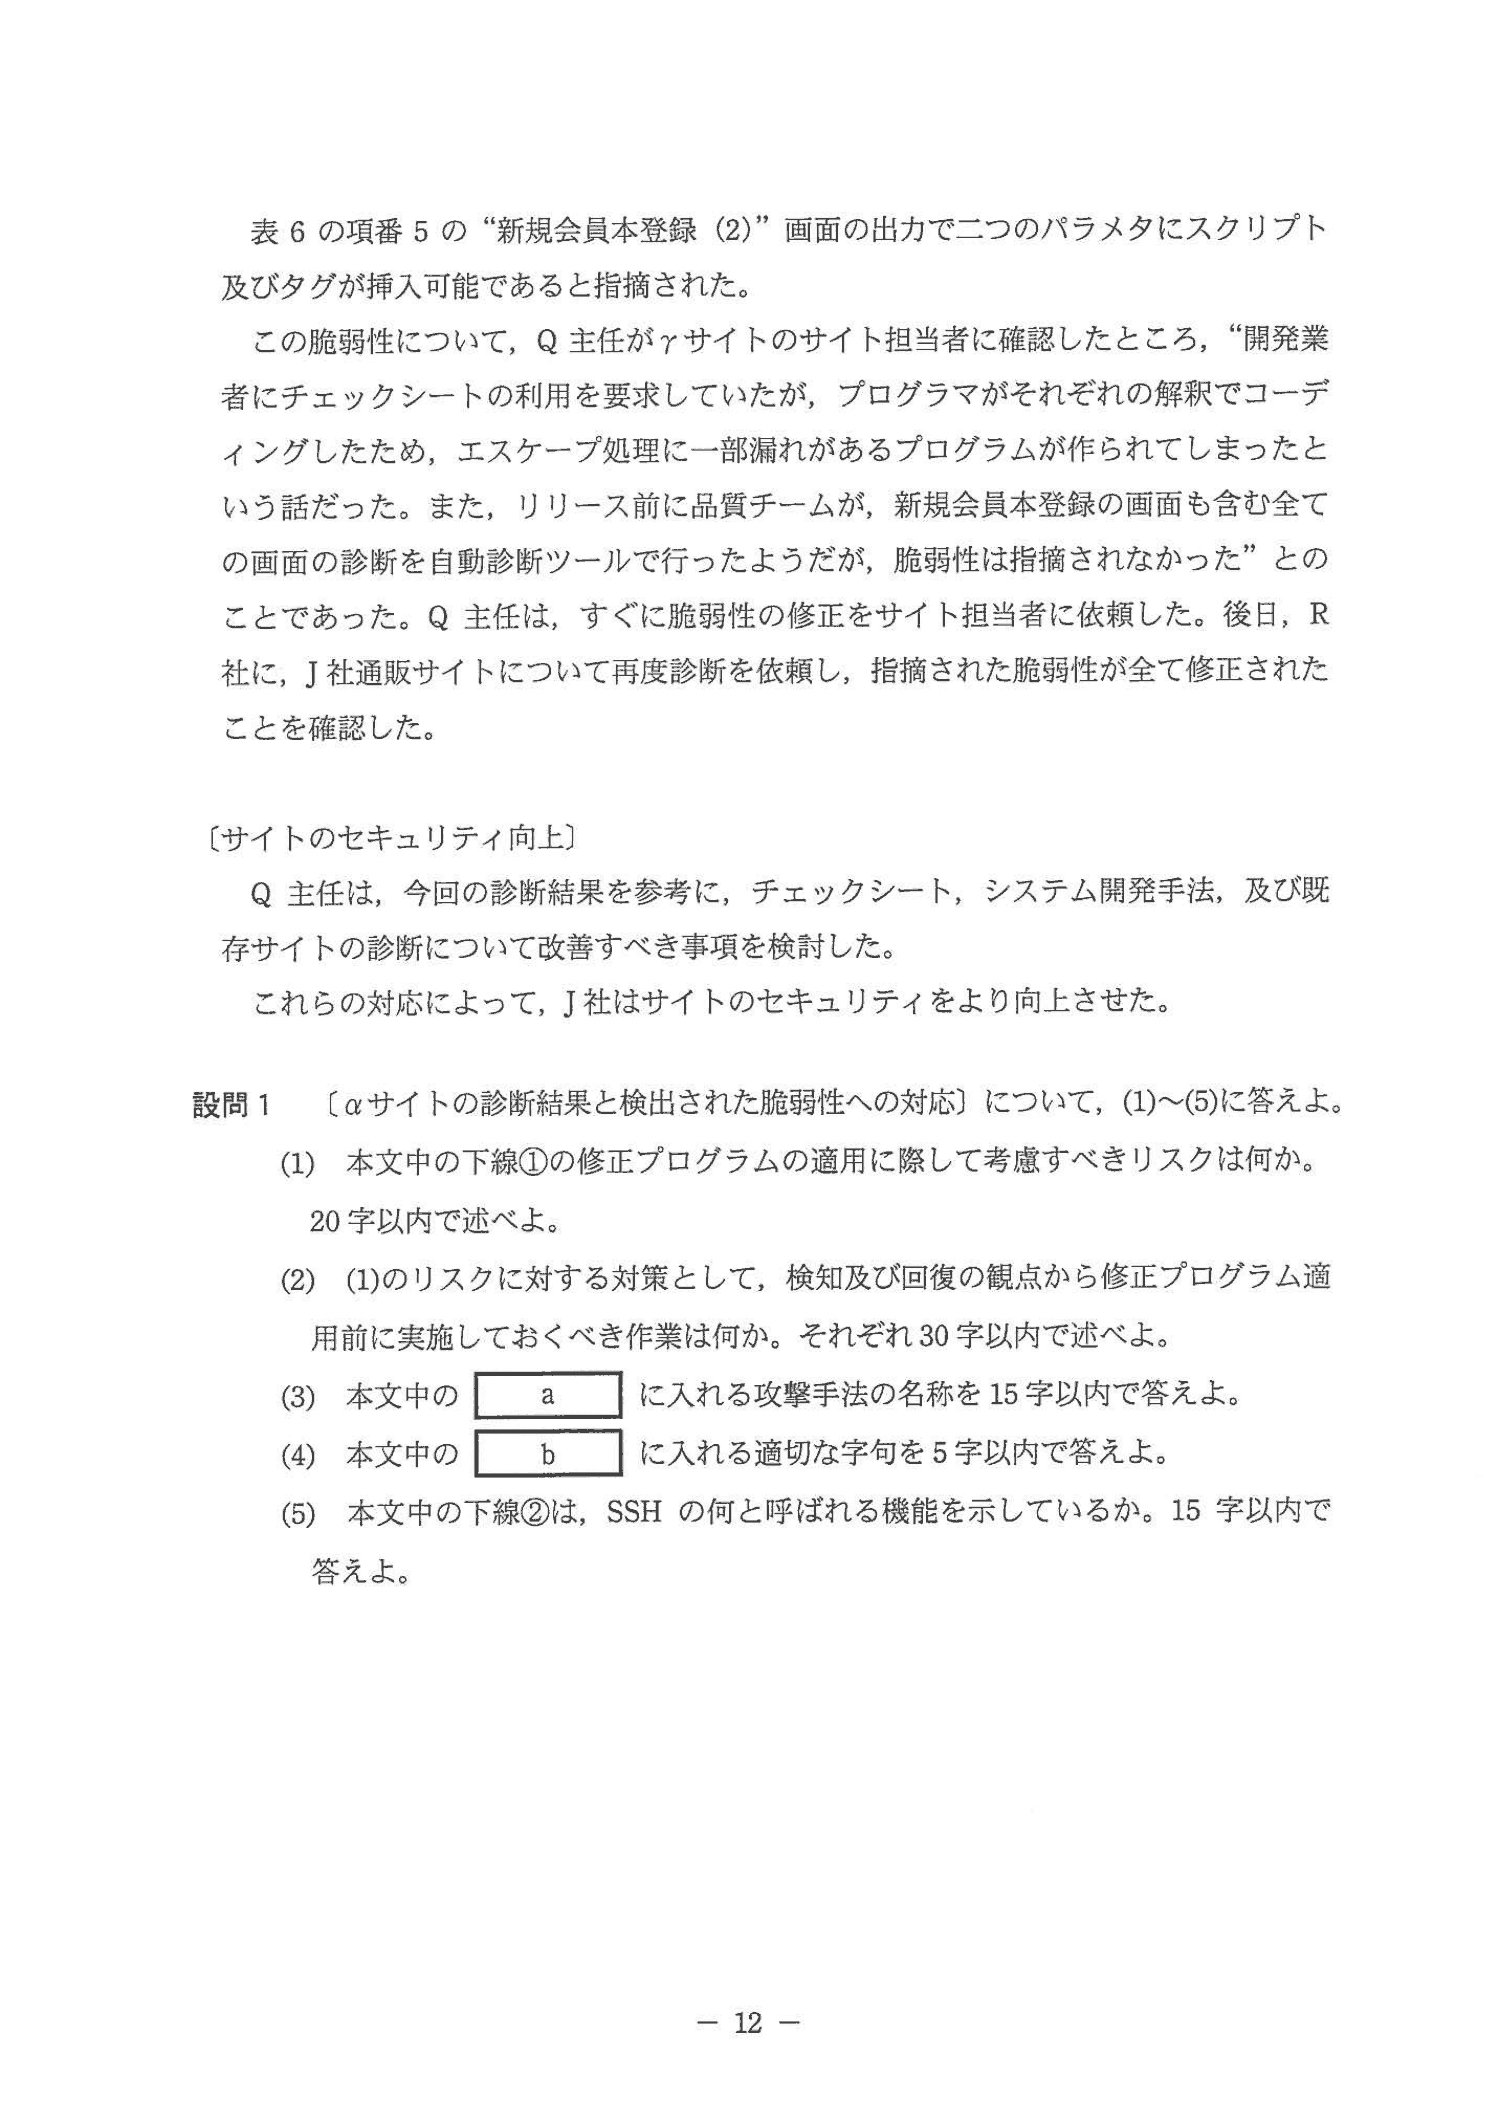 表 6 の項番 5 の “新規会員本登録（2)” 画面の出力で二つのパラメタにスクリプト
及びタグが挿入可能であると指摘された。
この脆弱性について，Q 主任がγサイトのサイト担当者に確認したところ，“開発業
者にチェックシートの利用を要求していたが，プログラマがそれぞれの解釈でコーデ
ィングしたため，エスケープ処理に一部漏れがあるプログラムが作られてしまったと
いう話だった。また，リリース前に品質チームが，新規会員本登録の画面も含む全て
の画面の診断を自動診断ツールで行ったようだが，脆弱性は指摘されなかった” との
ことであった。Q 主任は，すぐに脆弱性の修正をサイト担当者に依頼した。後日，R
社に，J 社通販サイトについて再度診断を依頼し，指摘された脆弱性が全て修正された
ことを確認した。
〔サイトのセキュリティ向上〕
Q 主任は，今回の診断結果を参考に，チェックシート，システム開発手法，及び既
存サイトの診断について改善すべき事項を検討した。
これらの対応によって，J 社はサイトのセキュリティをより向上させた。
設問 1 〔αサイトの診断結果と検出された脆弱性への対応〕について，(1)～(5)に答えよ。
(1) 本文中の下線①の修正プログラムの適用に際して考慮すべきリスクは何か。
20 字以内で述べよ。
(2) (1)のリスクに対する対策として，検知及び回復の観点から修正プログラム適
用前に実施しておくべき作業は何か。それぞれ 30 字以内で述べよ。
(3) 本文中の a に入れる攻撃手法の名称を 15 字以内で答えよ。
(4) 本文中の b に入れる適切な字句を 5 字以内で答えよ。
(5) 本文中の下線②は，SSH の何と呼ばれる機能を示しているか。15 字以内で
答えよ。
－ 12 －